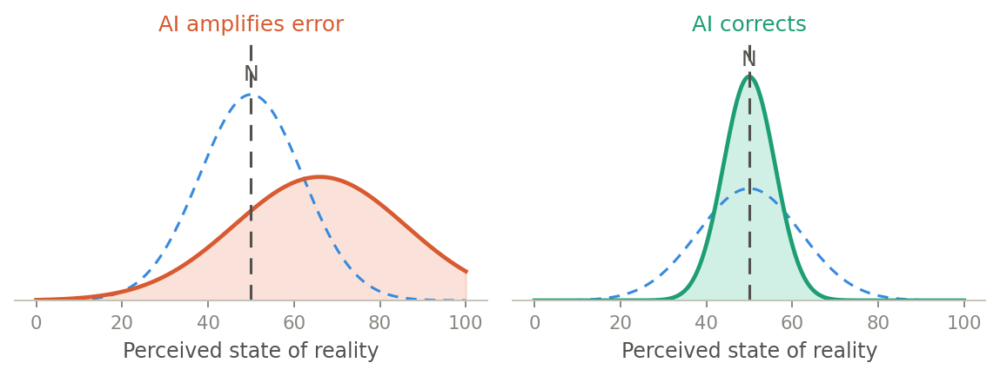 AI amplifies error
N
0 20 40 60 80 100
Perceived state of reality
AI corrects
N
0 20 40 60 80 100
Perceived state of reality